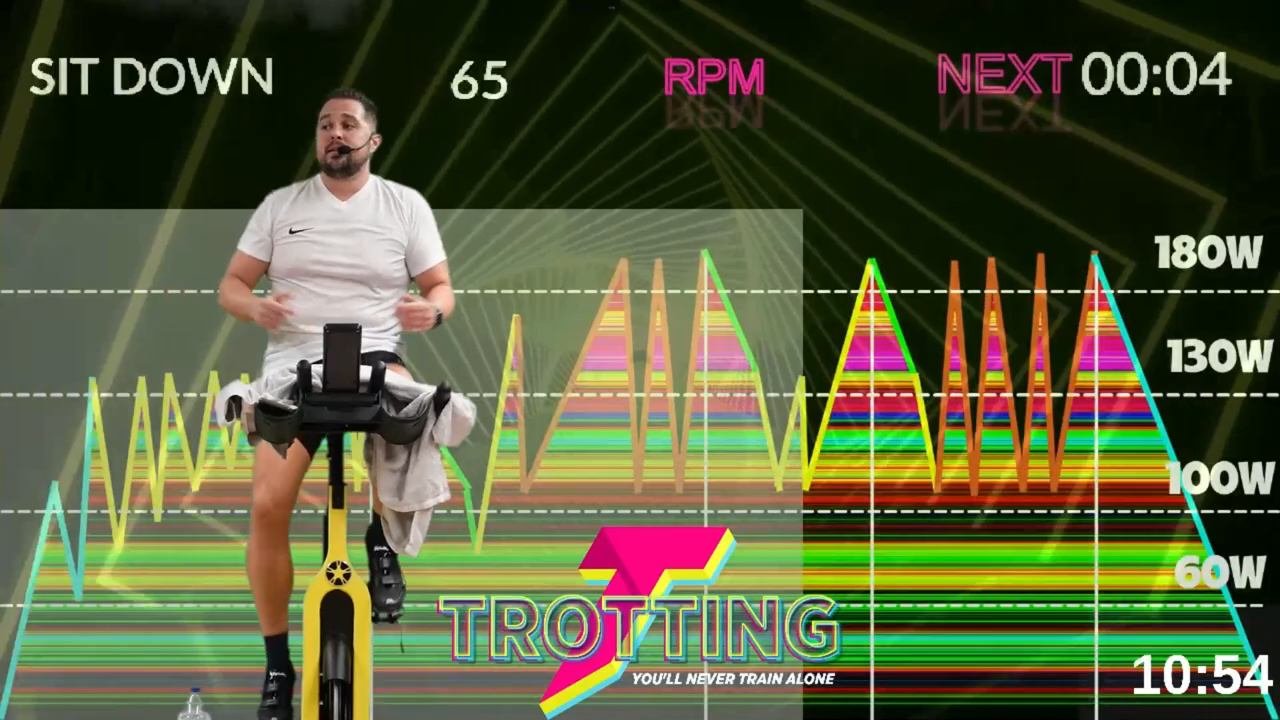 SIT DOWN
65
RPM
NEXT 00:04
180W
130W
100W
60W
TROTTING
YOU'LL NEVER TRAIN ALONE
10:54